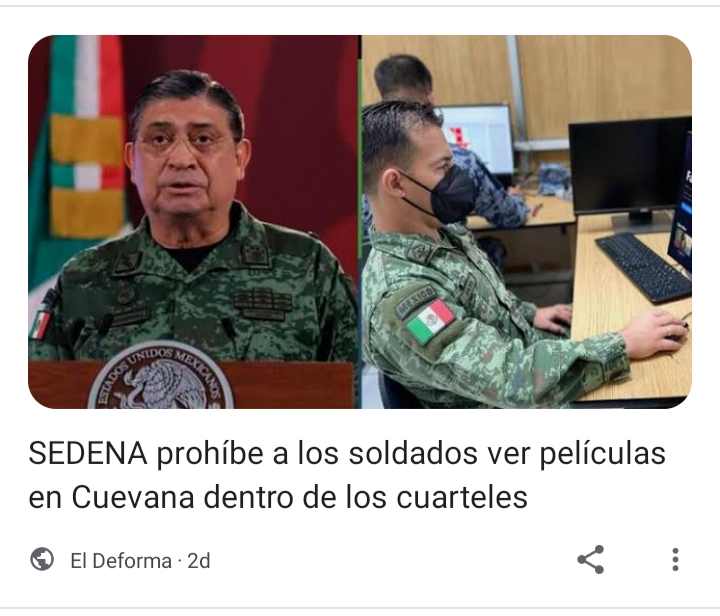 ESTADOS UNIDOS MEXICANOS
MÉXICO
SEDENA prohíbe a los soldados ver películas
en Cuevana dentro de los cuarteles
El Deforma · 2d